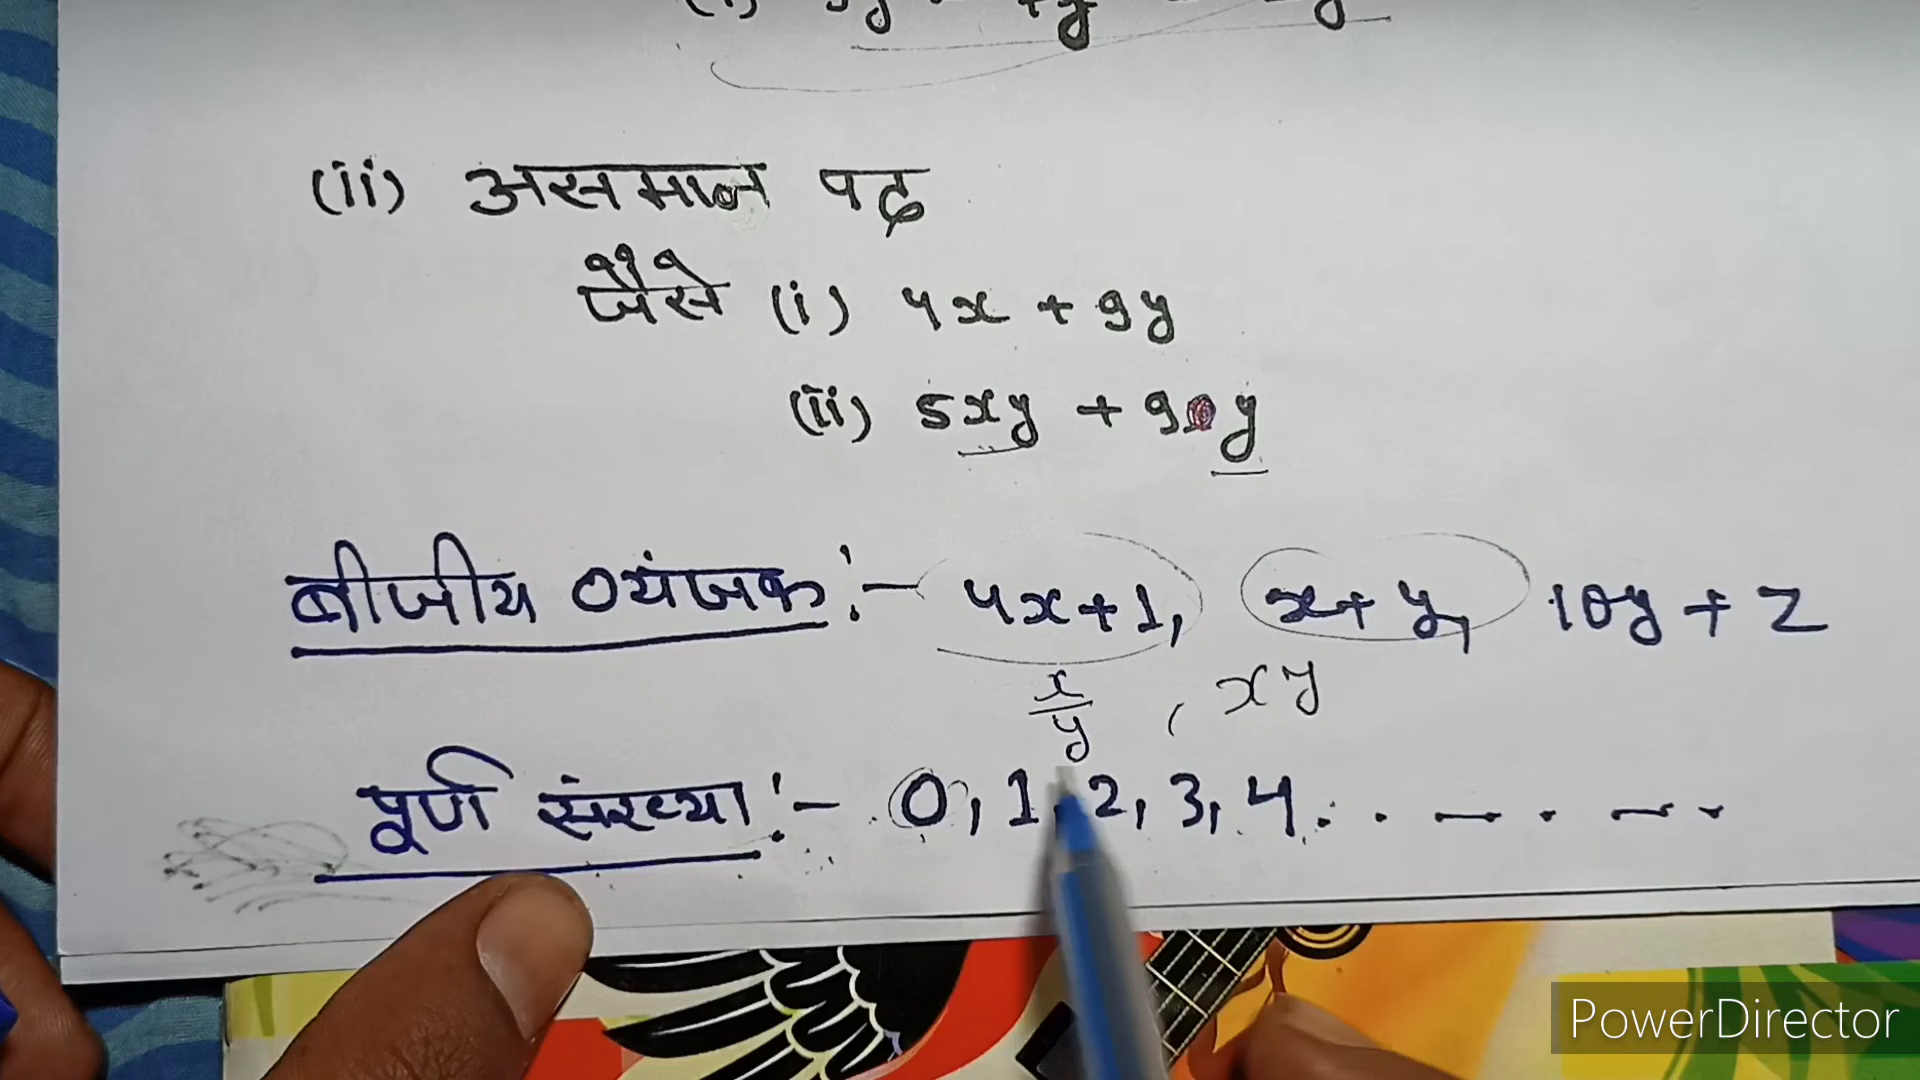 (ii) असमान पद
जैसे (i) 4x + 9y
(ii) 5xy + 9y
बीजीय व्यंजक :- 4x+1, x+y, 10y + z
x/y , xy
पूर्ण संख्या :- 0, 1, 2, 3, 4. . — . — .
PowerDirector